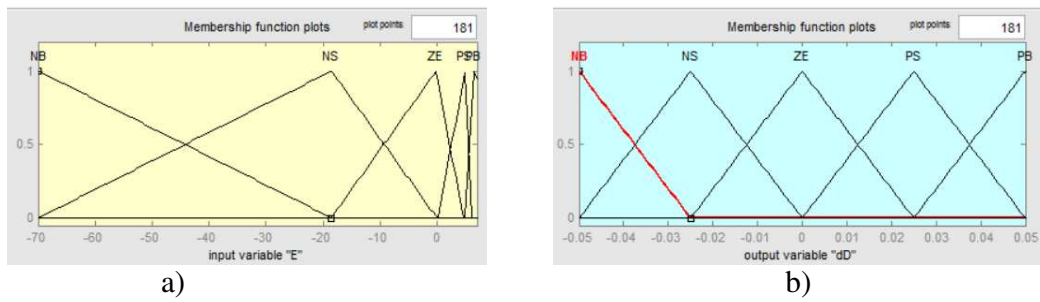 Membership function plots plot points: 181
NB NS ZE PS PB
1
0.5
0
-70 -60 -50 -40 -30 -20 -10 0
input variable "E"
a)
Membership function plots plot points: 181
NB NS ZE PS PB
1
0.5
0
-0.05 -0.04 -0.03 -0.02 -0.01 0 0.01 0.02 0.03 0.04 0.05
output variable "dD"
b)